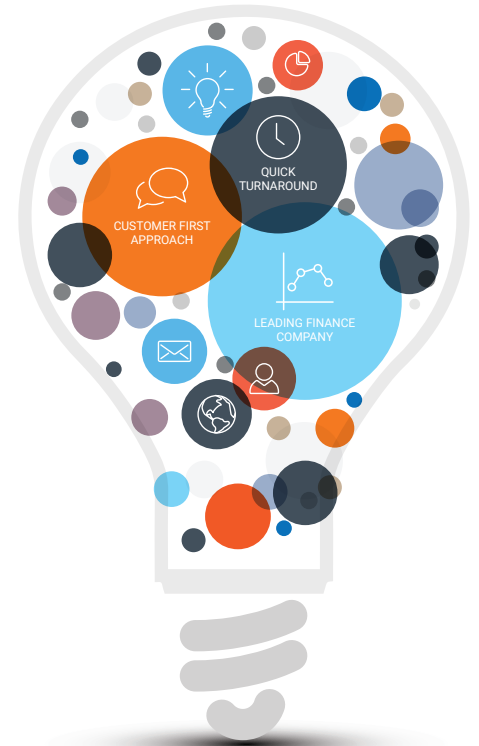 QUICK
TURNAROUND
CUSTOMER FIRST
APPROACH
LEADING FINANCE
COMPANY